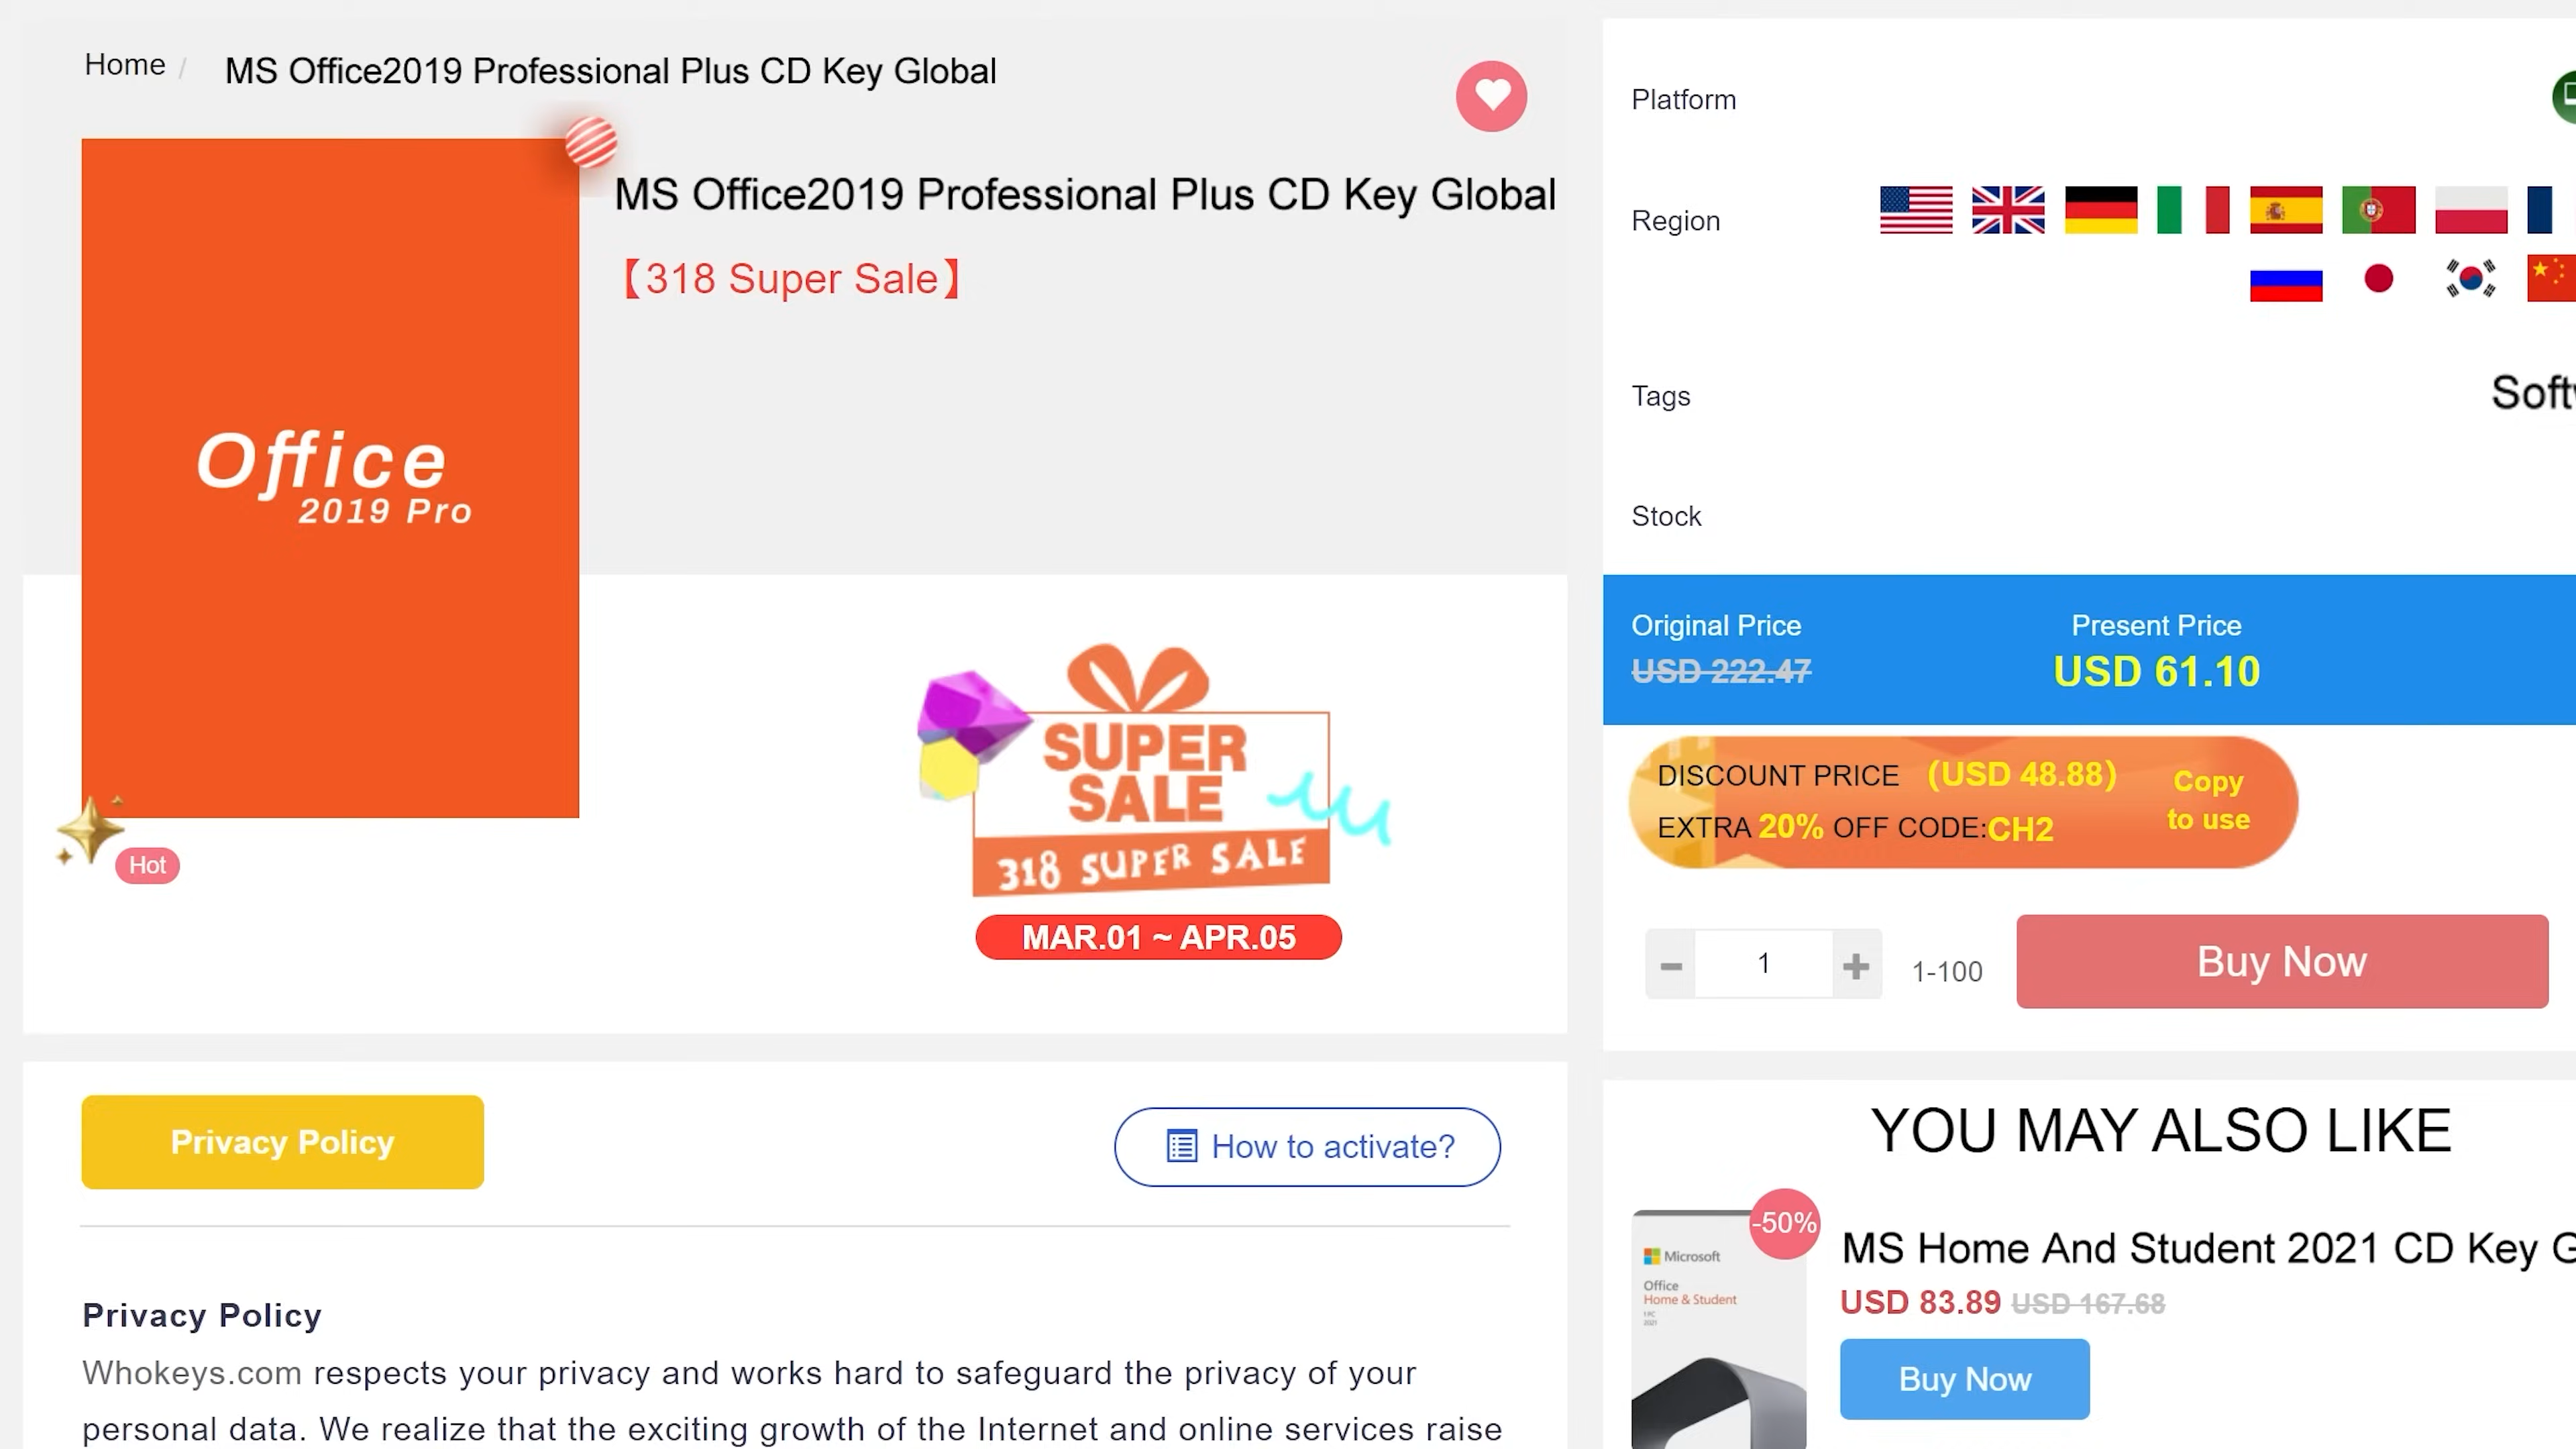 Home /
MS Office2019 Professional Plus CD Key Global
MS Office2019 Professional Plus CD Key Global
【318 Super Sale】
Office
2019 Pro
Hot
SUPER
SALE
318 SUPER SALE
MAR.01 ~ APR.05
Privacy Policy
How to activate?
Privacy Policy
Whokeys.com respects your privacy and works hard to safeguard the privacy of your
personal data. We realize that the exciting growth of the Internet and online services raise
Platform
Region
Tags
Stock
Original Price
USD 222.47
Present Price
USD 61.10
DISCOUNT PRICE (USD 48.88)
EXTRA 20% OFF CODE:CH2
Copy
to use
1
1-100
Buy Now
YOU MAY ALSO LIKE
-50%
Microsoft
Office
Home & Student
1 PC
2021
MS Home And Student 2021 CD Key
USD 83.89 USD 167.68
Buy Now